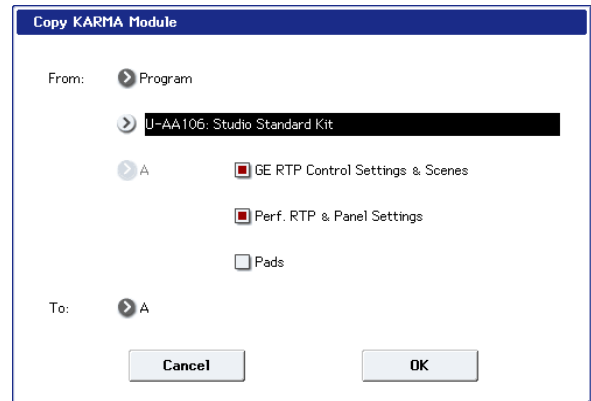 Copy KARMA Module
From: Program
U-AA106: Studio Standard Kit
A GE RTP Control Settings & Scenes
Perf. RTP & Panel Settings
Pads
To: A
Cancel OK